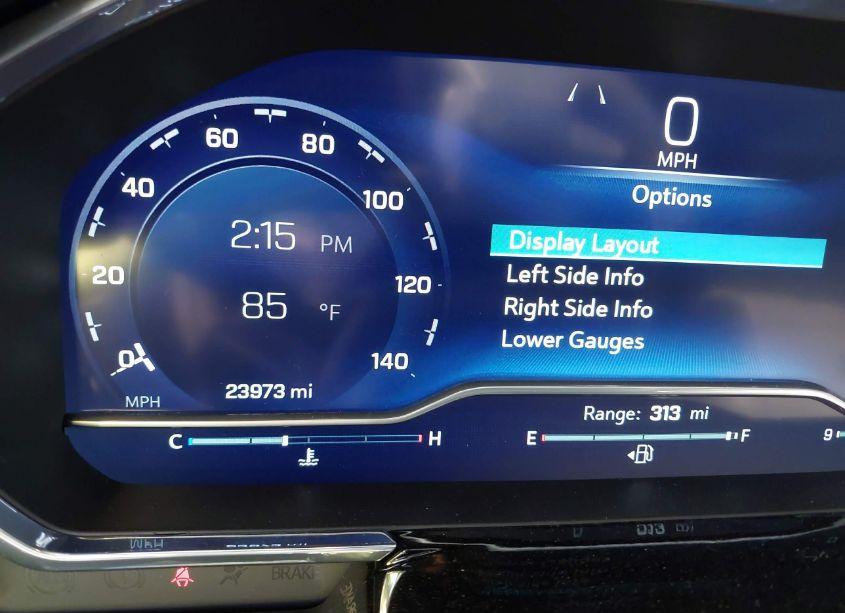 0
MPH
Options
Display Layout
Left Side Info
Right Side Info
Lower Gauges
0
20
40
60
80
100
120
140
2:15 PM
85 °F
23973 mi
MPH
C
H
Range: 313 mi
E
F
9
BRAKE